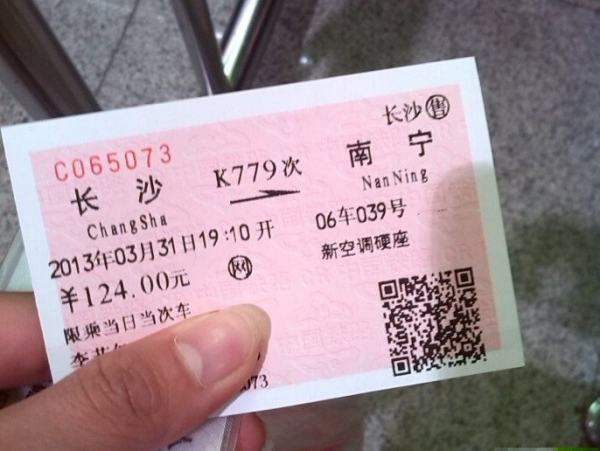 长沙售
C065073
长沙 K779次 南宁
ChangSha NanNing
2013年03月31日19:10开 06车039号
¥124.00元 网 新空调硬座
限乘当日当次车
073